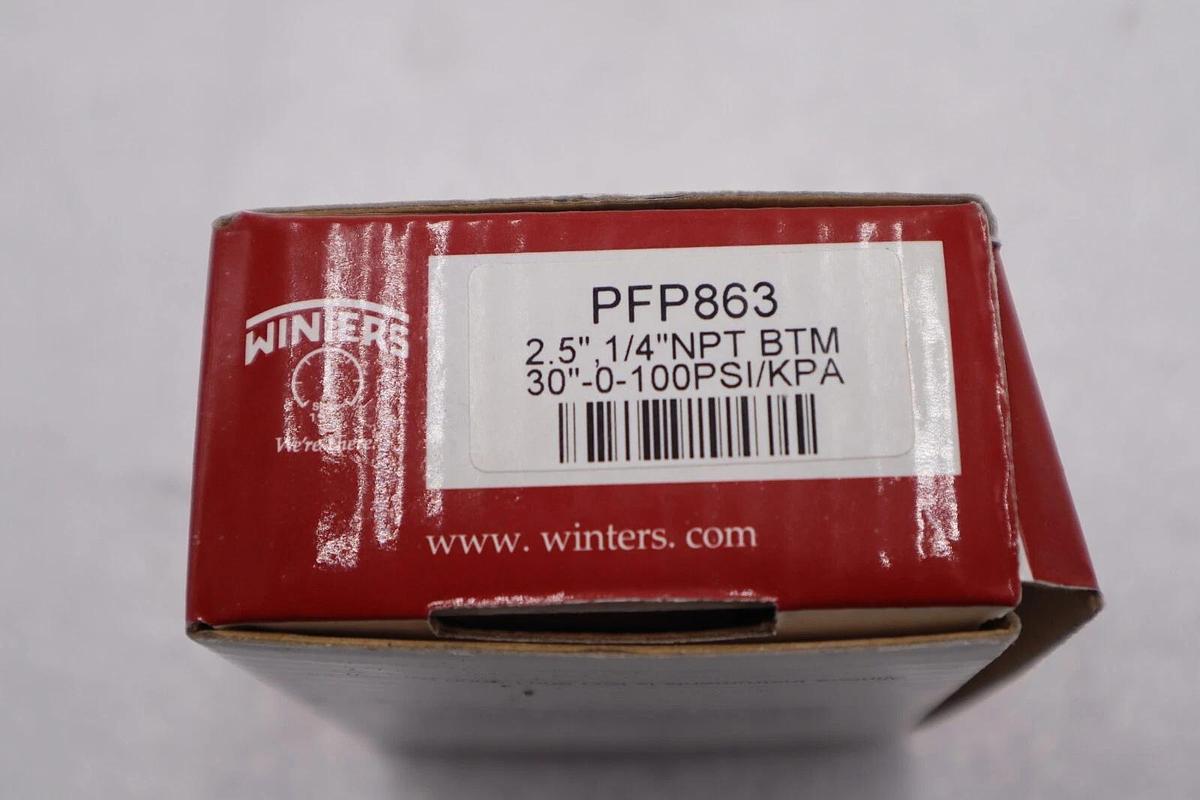 WINTERS
We're there.
PFP863
2.5",1/4"NPT BTM
30"-0-100PSI/KPA
www. winters. com